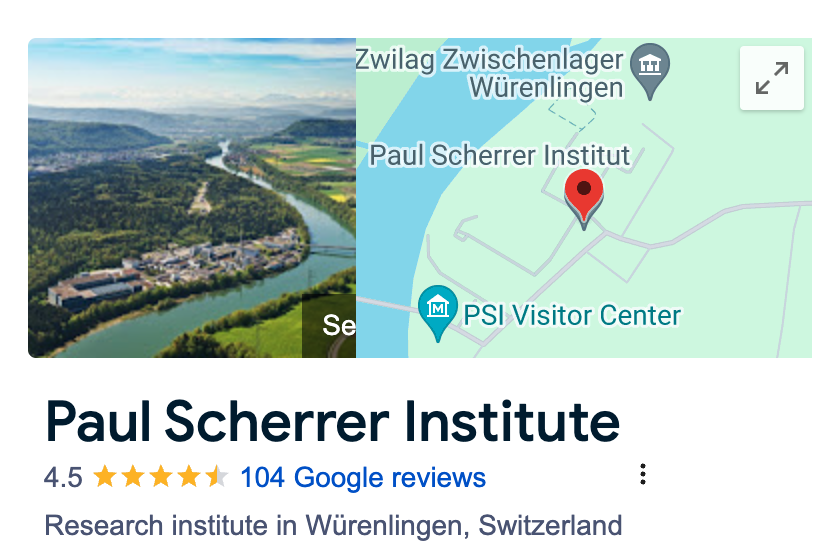 Zwilag Zwischenlager
Würenlingen
Paul Scherrer Institut
PSI Visitor Center
Se
Paul Scherrer Institute
4.5 104 Google reviews
Research institute in Würenlingen, Switzerland